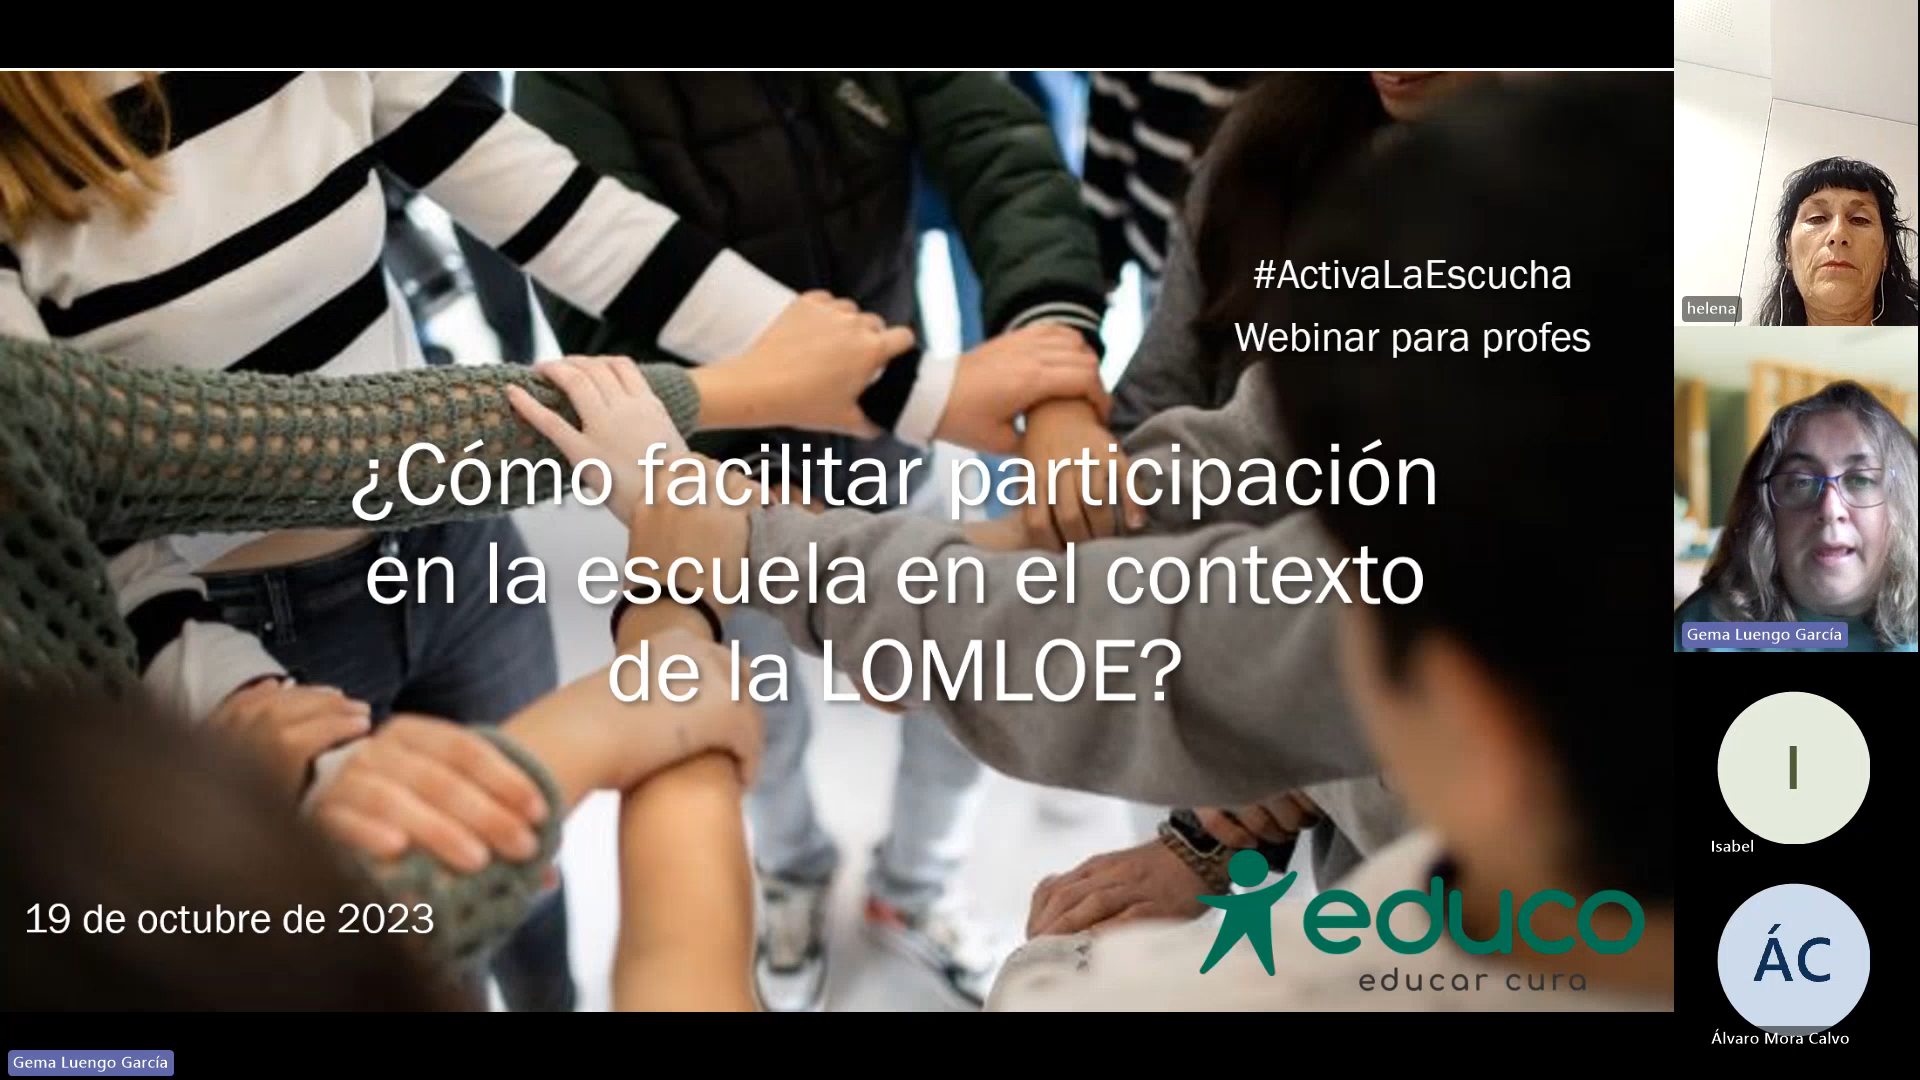 #ActivaLaEscucha
Webinar para profes
¿Cómo facilitar participación
en la escuela en el contexto
de la LOMLOE?
19 de octubre de 2023
educo
educar cura
Gema Luengo García
helena
Gema Luengo García
I
Isabel
ÁC
Álvaro Mora Calvo